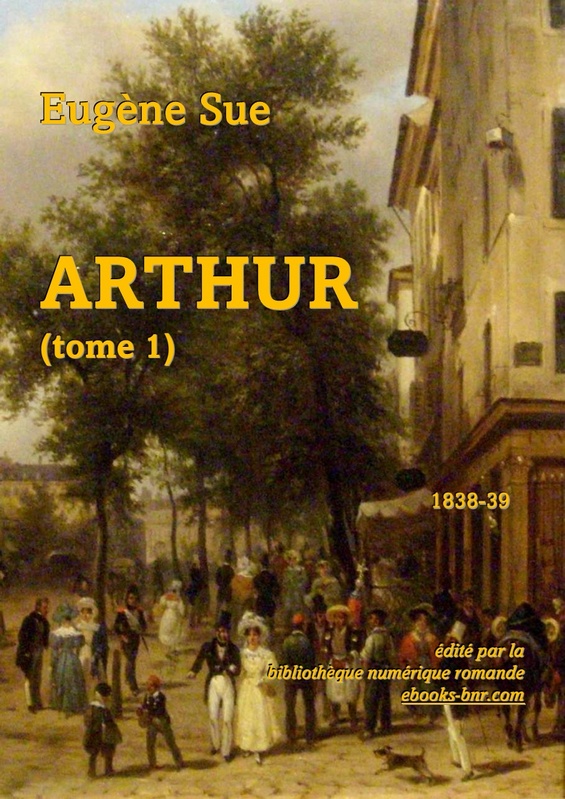 Eugène Sue
ARTHUR
(tome 1)
1838-39
édité par la
bibliothèque numérique romande
ebooks-bnr.com